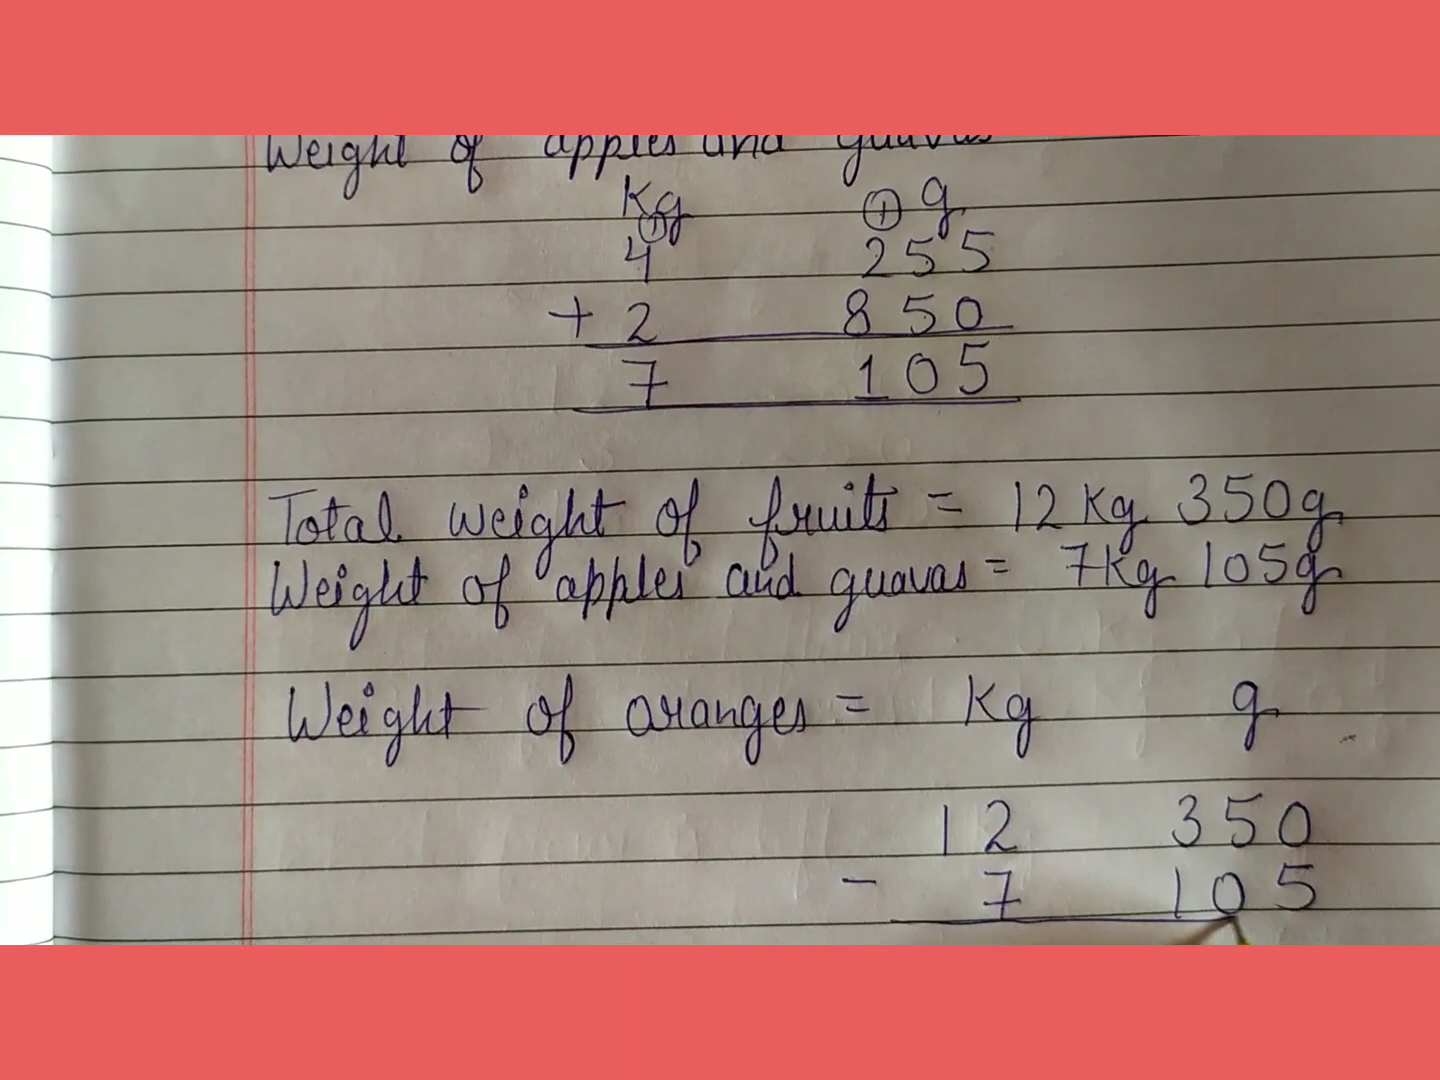 Weight of apples and guavas
Kg g
1 1
4 255
+ 2 850
7 105
Total weight of fruits = 12 Kg 350g
Weight of apples and guavas = 7Kg 105g
Weight of oranges = Kg g
12 350
- 7 105